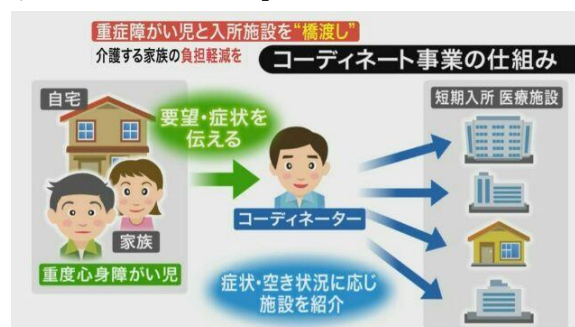 重症障がい児と入所施設を“橋渡し”
介護する家族の負担軽減を
コーディネート事業の仕組み
自宅
要望・症状を
伝える
短期入所 医療施設
コーディネーター
家族
重度心身障がい児
症状・空き状況に応じ
施設を紹介